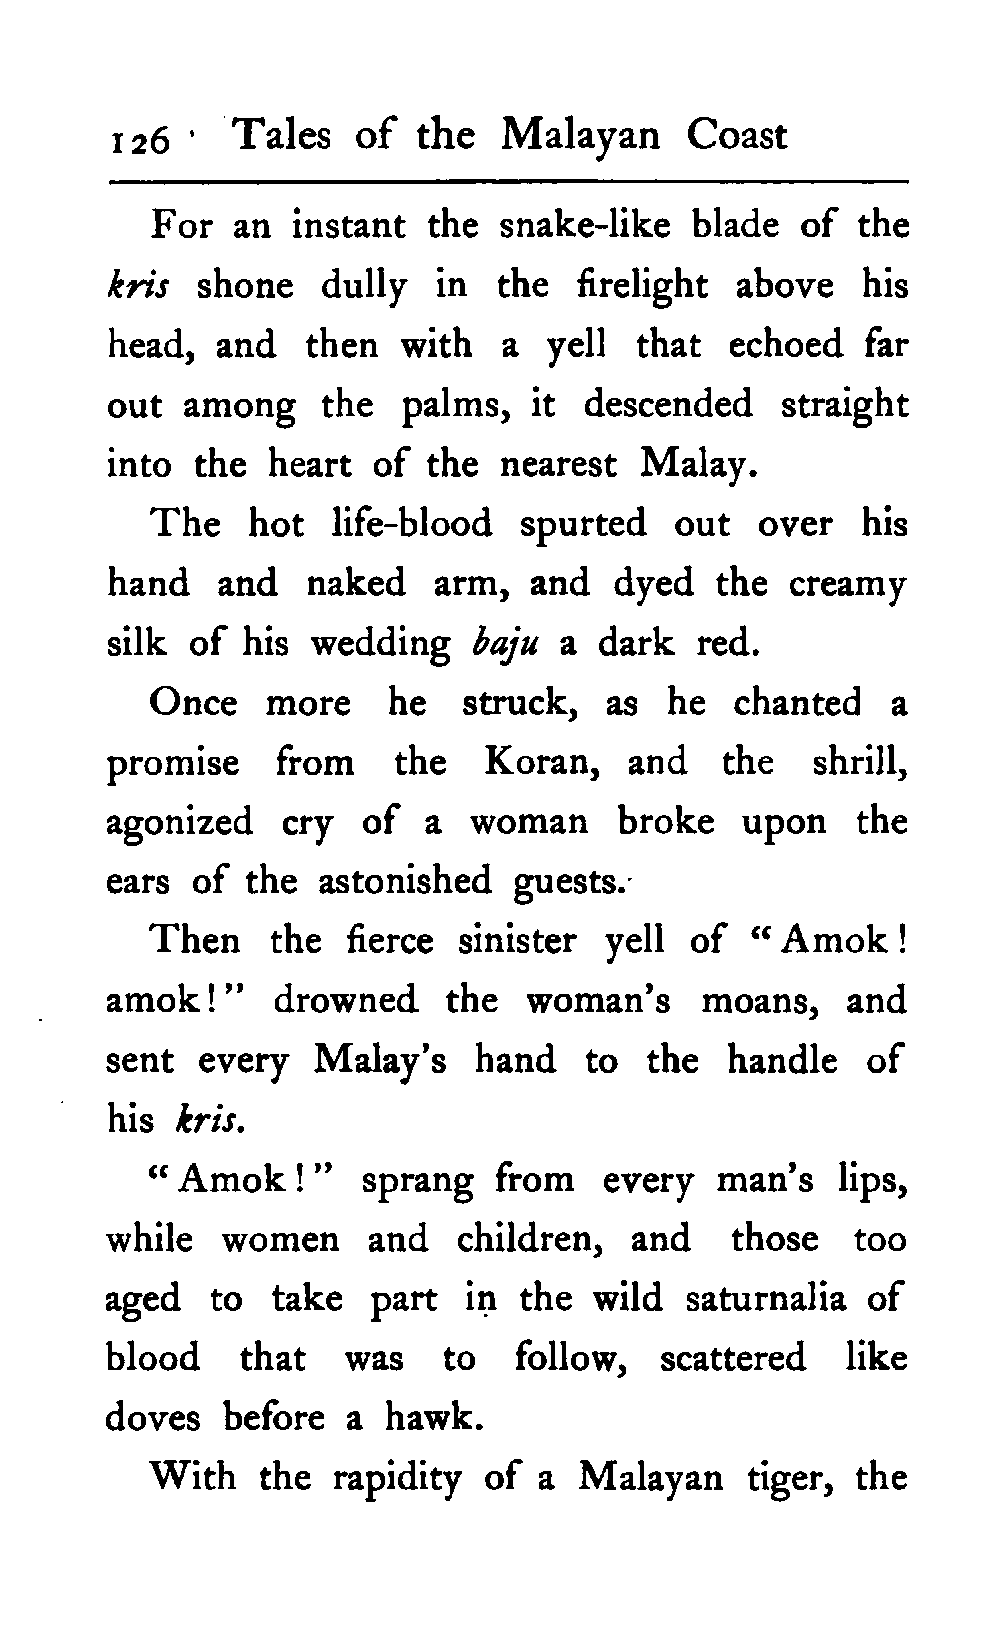 126 Tales of the Malayan Coast
For an instant the snake-like blade of the
kris shone dully in the firelight above his
head, and then with a yell that echoed far
out among the palms, it descended straight
into the heart of the nearest Malay.
The hot life-blood spurted out over his
hand and naked arm, and dyed the creamy
silk of his wedding baju a dark red.
Once more he struck, as he chanted a
promise from the Koran, and the shrill,
agonized cry of a woman broke upon the
ears of the astonished guests.
Then the fierce sinister yell of “Amok!
amok!” drowned the woman's moans, and
sent every Malay's hand to the handle of
his kris.
“Amok!” sprang from every man's lips,
while women and children, and those too
aged to take part in the wild saturnalia of
blood that was to follow, scattered like
doves before a hawk.
With the rapidity of a Malayan tiger, the